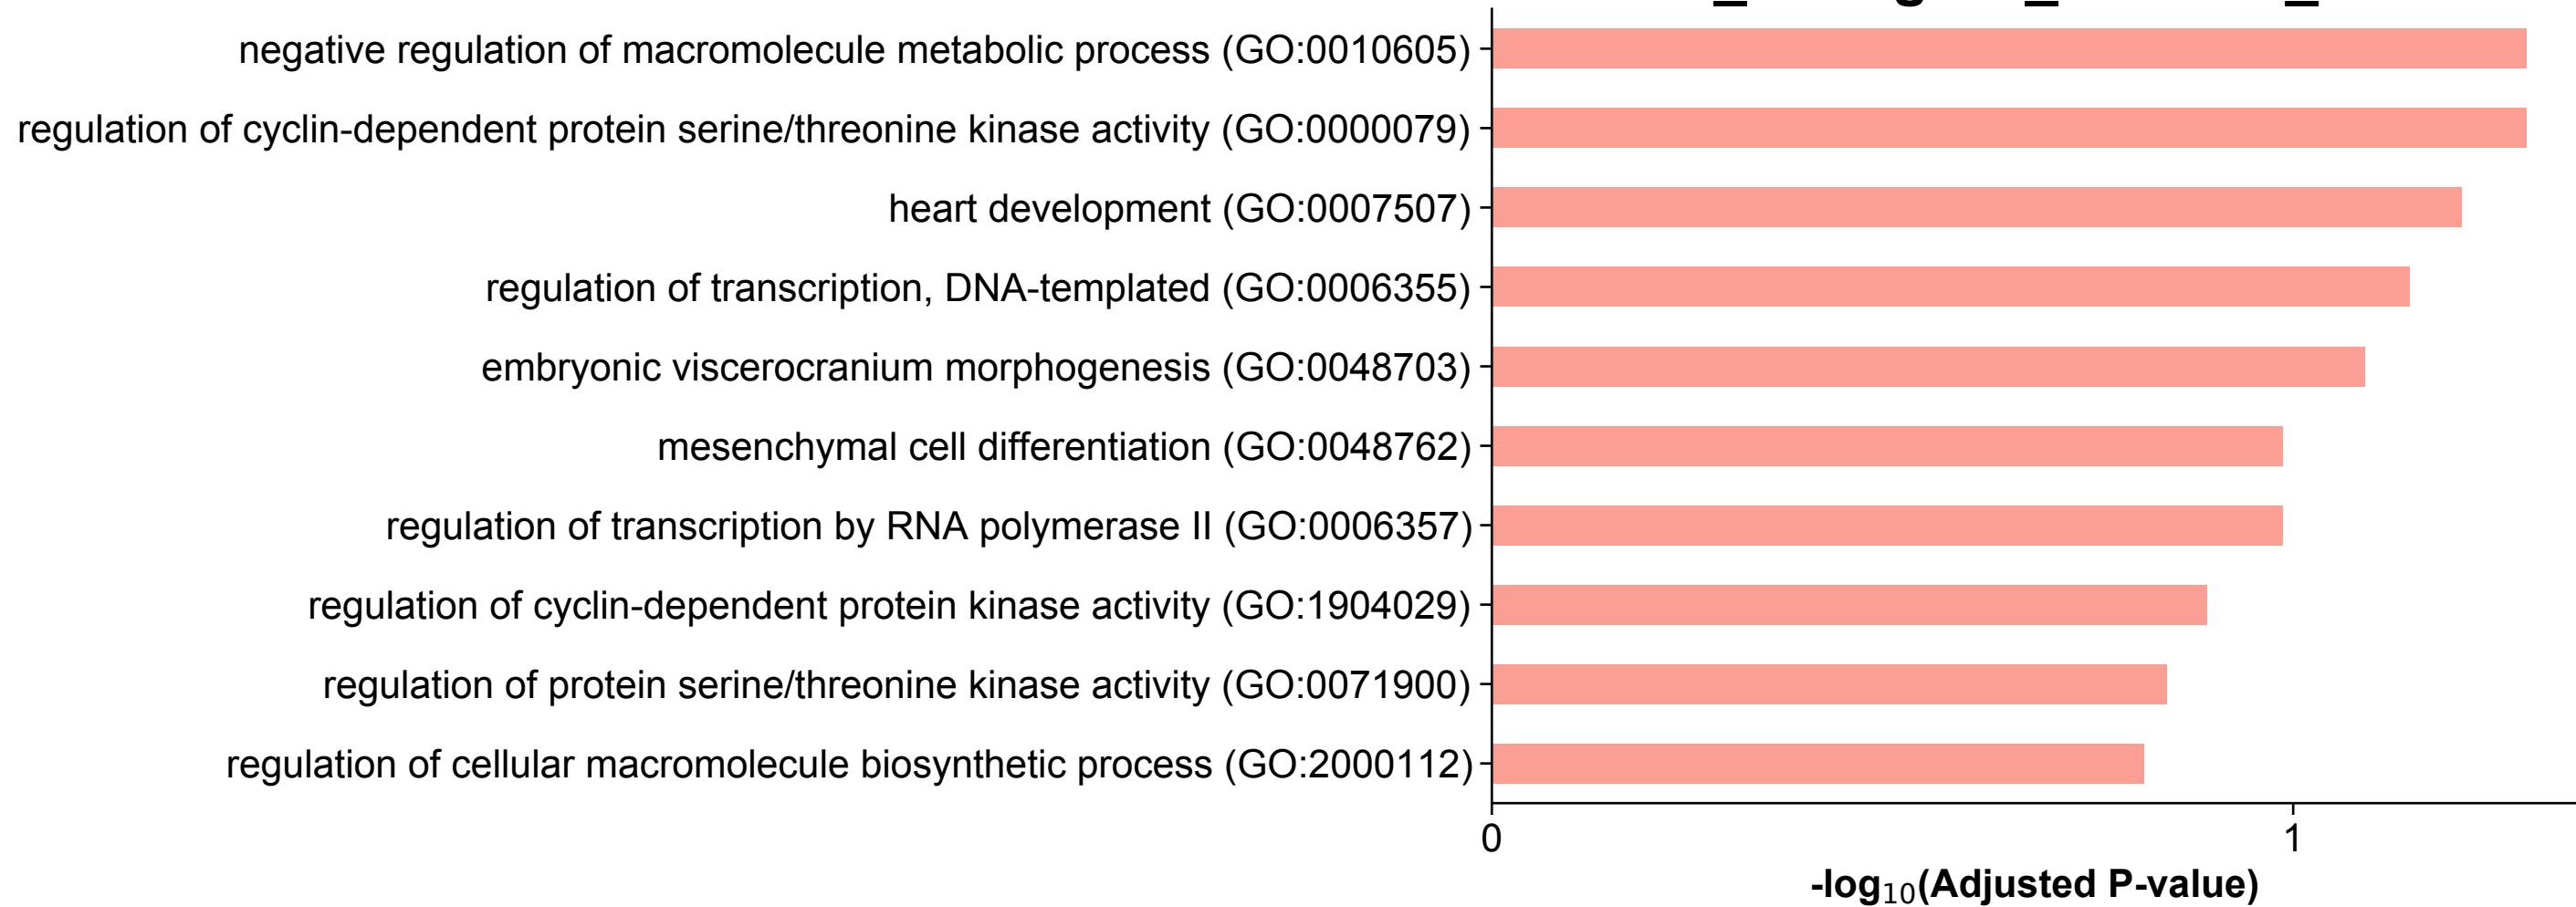 negative regulation of macromolecule metabolic process (GO:0010605)
regulation of cyclin-dependent protein serine/threonine kinase activity (GO:0000079)
heart development (GO:0007507)
regulation of transcription, DNA-templated (GO:0006355)
embryonic viscerocranium morphogenesis (GO:0048703)
mesenchymal cell differentiation (GO:0048762)
regulation of transcription by RNA polymerase II (GO:0006357)
regulation of cyclin-dependent protein kinase activity (GO:1904029)
regulation of protein serine/threonine kinase activity (GO:0071900)
regulation of cellular macromolecule biosynthetic process (GO:2000112)
0 1
-log₁₀(Adjusted P-value)